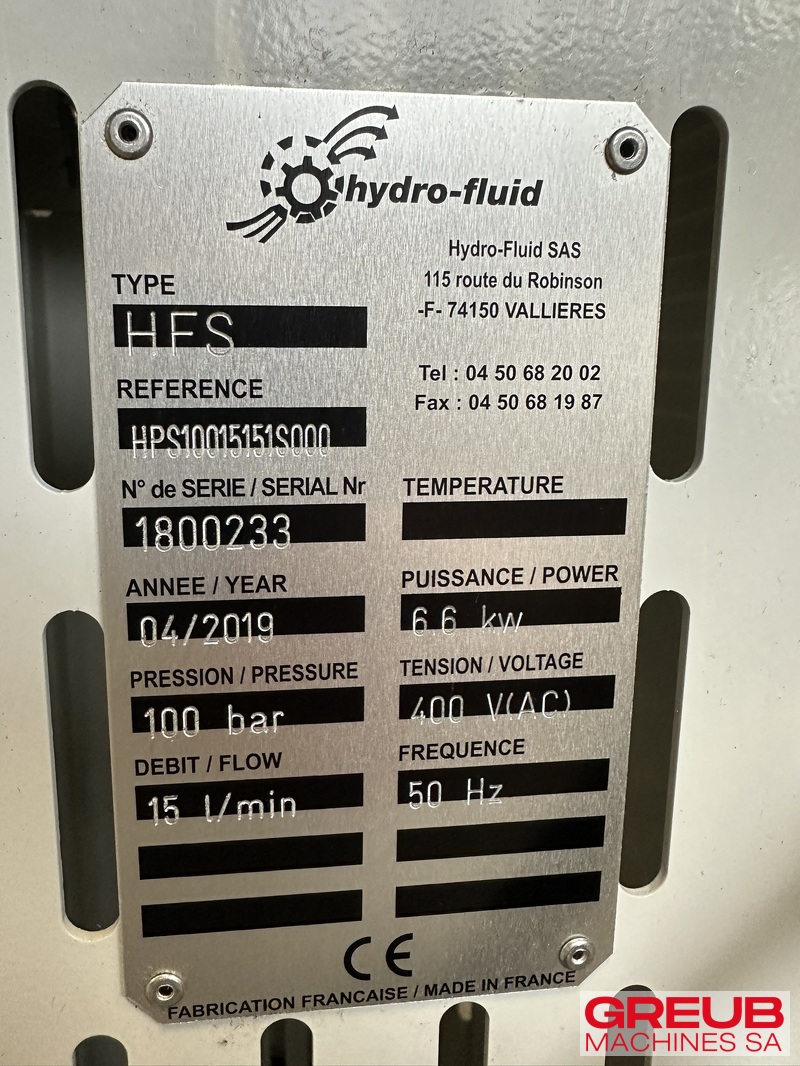 hydro-fluid
Hydro-Fluid SAS
115 route du Robinson
-F- 74150 VALLIERES
Tel : 04 50 68 20 02
Fax : 04 50 68 19 87
TYPE
HFS
REFERENCE
HPS10015151S000
N° de SERIE / SERIAL Nr
1800233
ANNEE / YEAR
04/2019
PRESSION / PRESSURE
100 bar
DEBIT / FLOW
15 l/min
TEMPERATURE
PUISSANCE / POWER
6.6 kw
TENSION / VOLTAGE
400 V(AC)
FREQUENCE
50 Hz
CE
FABRICATION FRANCAISE / MADE IN FRANCE
GREUB
MACHINES SA